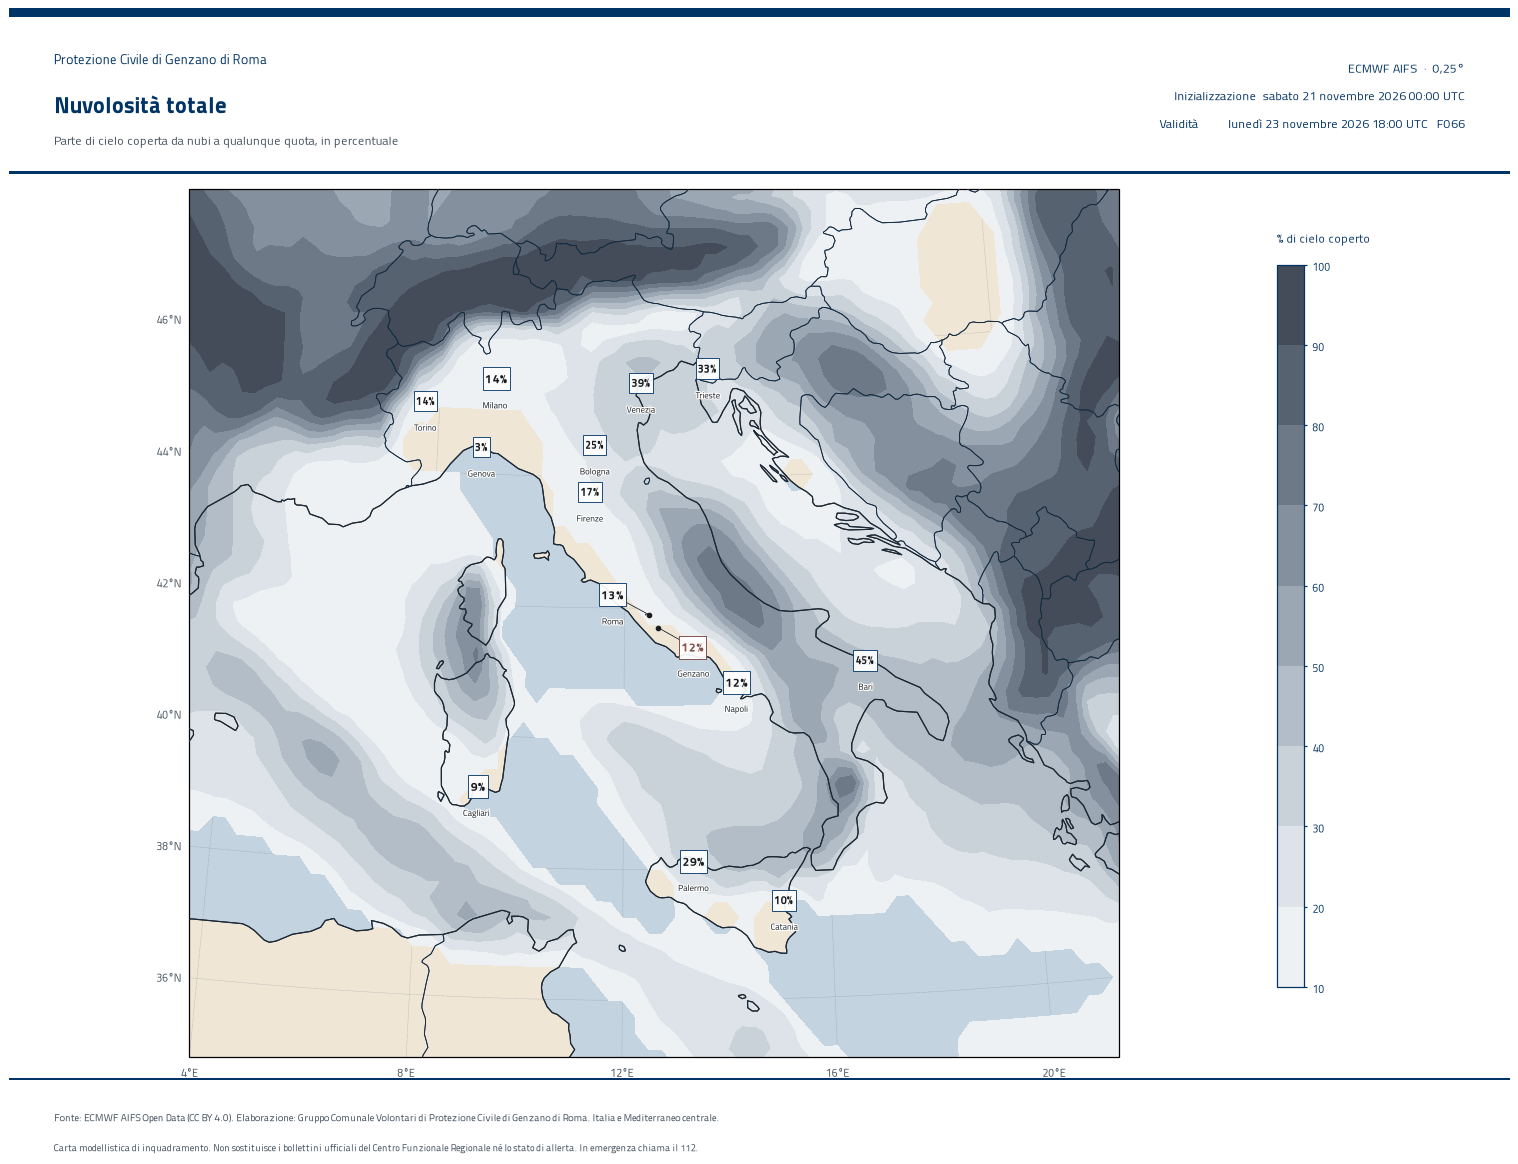 Protezione Civile di Genzano di Roma
Nuvolosità totale
Parte di cielo coperta da nubi a qualunque quota, in percentuale
ECMWF AIFS · 0,25°
Inizializzazione sabato 21 novembre 2026 00:00 UTC
Validità lunedì 23 novembre 2026 18:00 UTC F066
% di cielo coperto
100
90
80
70
60
50
40
30
20
10
46°N
44°N
42°N
40°N
38°N
36°N
4°E
8°E
12°E
16°E
20°E
33%
Trieste
14%
Milano
39%
Venezia
14%
Torino
3%
Genova
25%
Bologna
17%
Firenze
13%
Roma
12%
Genzano
45%
Bari
12%
Napoli
9%
Cagliari
29%
Palermo
10%
Catania
Fonte: ECMWF AIFS Open Data (CC BY 4.0). Elaborazione: Gruppo Comunale Volontari di Protezione Civile di Genzano di Roma. Italia e Mediterraneo centrale.
Carta modellistica di inquadramento. Non sostituisce i bollettini ufficiali del Centro Funzionale Regionale né lo stato di allerta. In emergenza chiama il 112.